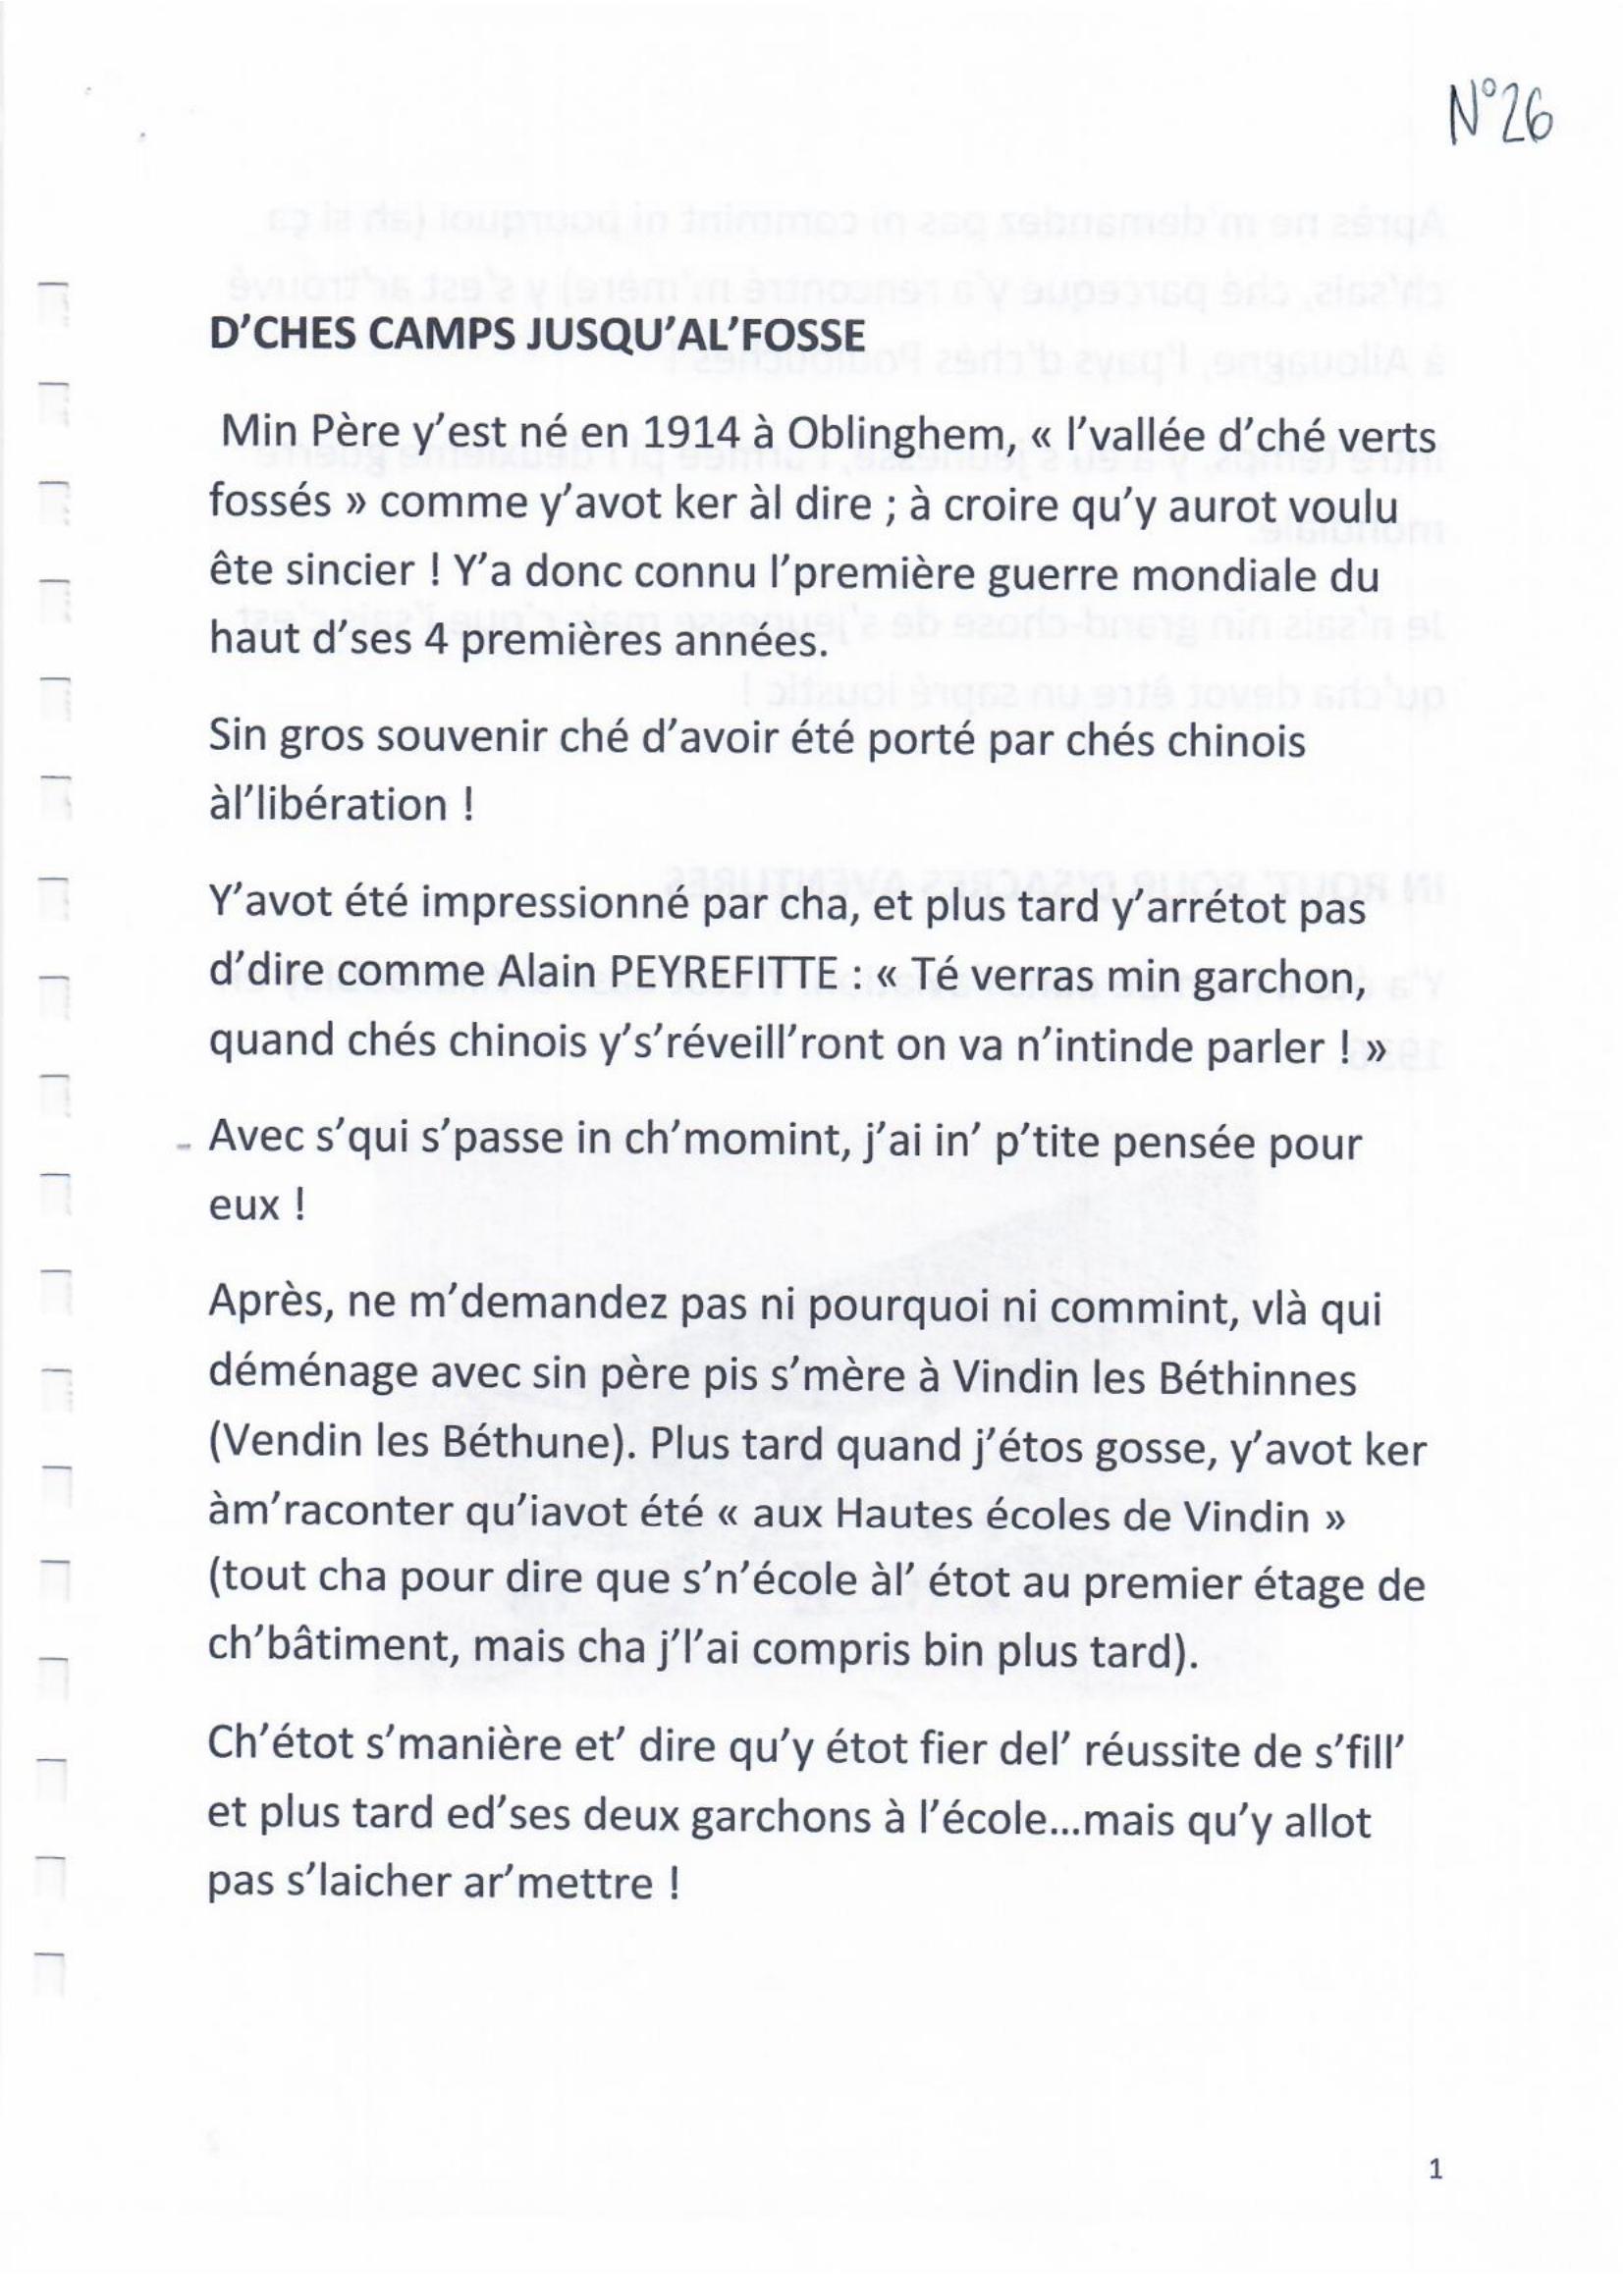 N°26
D'CHES CAMPS JUSQU'AL'FOSSE
Min Père y'est né en 1914 à Oblinghem, « l'vallée d'ché verts
fossés » comme y'avot ker àl dire ; à croire qu'y aurot voulu
ête sincier ! Y'a donc connu l'première guerre mondiale du
haut d'ses 4 premières années.
Sin gros souvenir ché d'avoir été porté par chés chinois
àl'libération !
Y'avot été impressionné par cha, et plus tard y'arrétot pas
d'dire comme Alain PEYREFITTE : « Té verras min garchon,
quand chés chinois y's'réveill'ront on va n'intinde parler ! »
- Avec s'qui s'passe in ch'momint, j'ai in' p'tite pensée pour
eux !
Après, ne m'demandez pas ni pourquoi ni commint, vlà qui
déménage avec sin père pis s'mère à Vindin les Béthinnes
(Vendin les Béthune). Plus tard quand j'étos gosse, y'avot ker
àm'raconter qu'iavot été « aux Hautes écoles de Vindin »
(tout cha pour dire que s'n'école àl' étot au premier étage de
ch'bâtiment, mais cha j'l'ai compris bin plus tard).
Ch'étot s'manière et' dire qu'y étot fier del' réussite de s'fill'
et plus tard ed'ses deux garchons à l'école...mais qu'y allot
pas s'laicher ar'mettre !
1